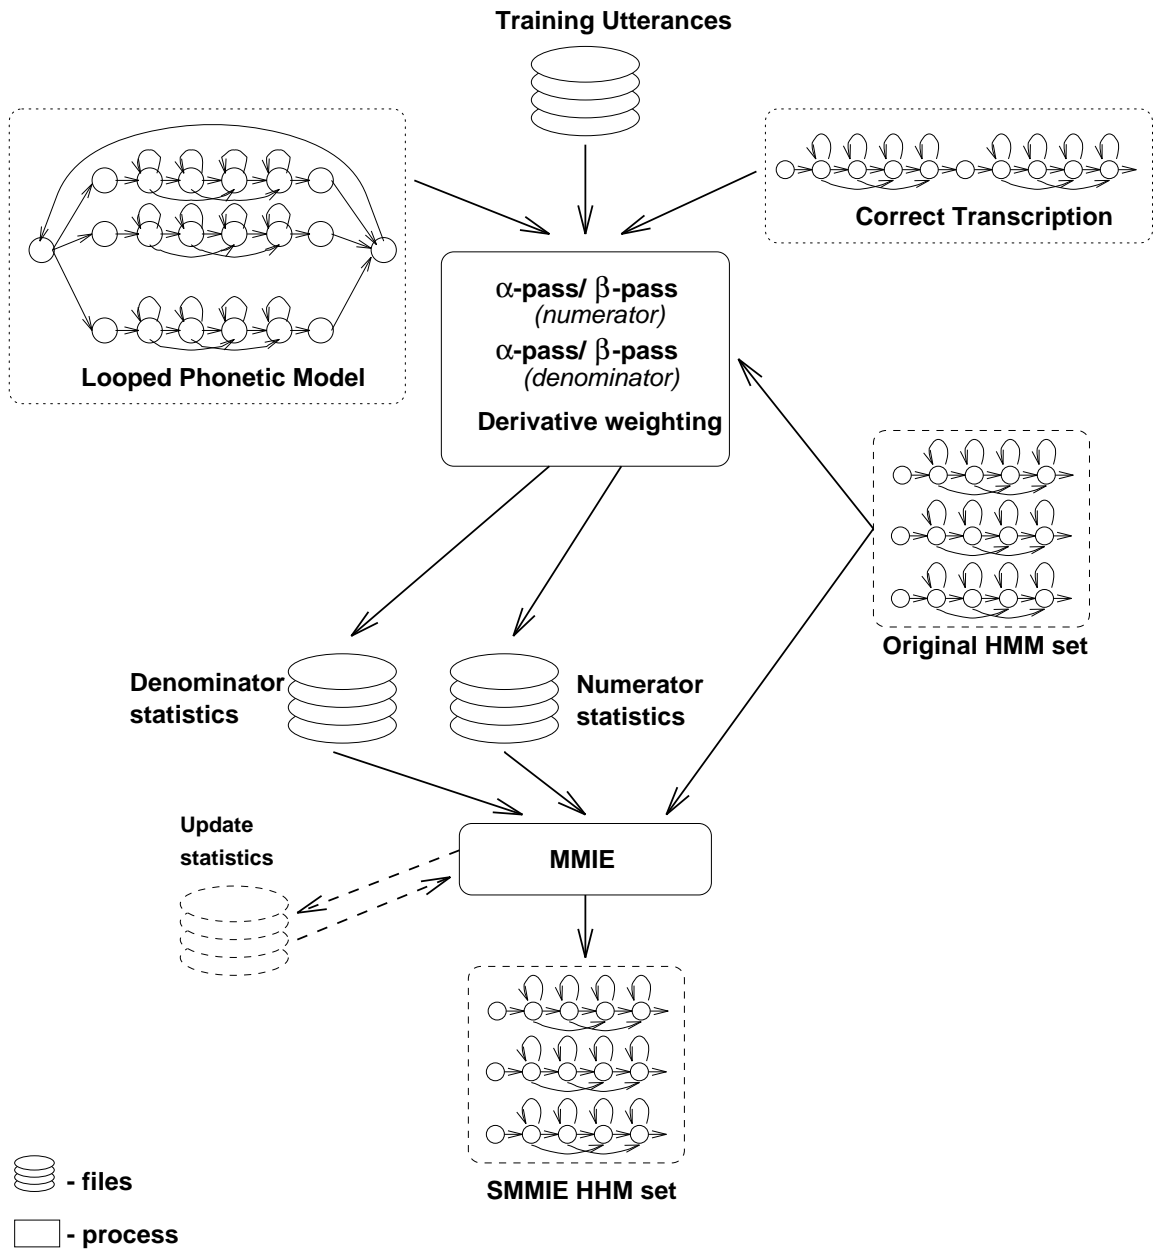 Training Utterances
Correct Transcription
α-pass/ β-pass
(numerator)
α-pass/ β-pass
(denominator)
Derivative weighting
Looped Phonetic Model
Original HMM set
Denominator
statistics
Numerator
statistics
Update
statistics
MMIE
SMMIE HHM set
- files
- process